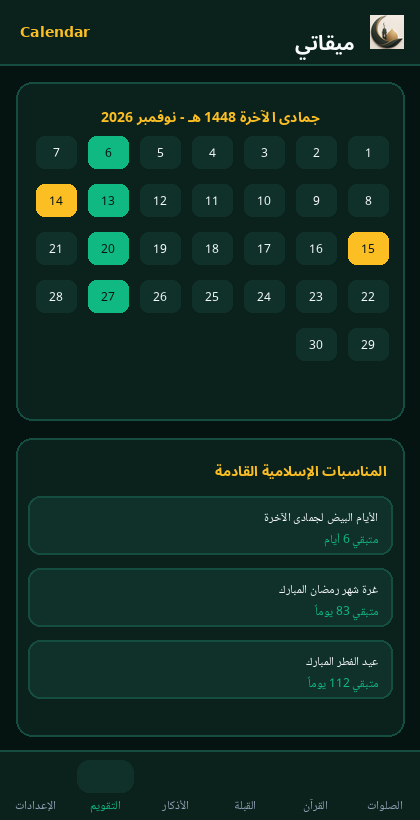 ميقاتي
Calendar
جمادى الآخرة 1448 هـ - نوفمبر 2026
1 2 3 4 5 6 7
8 9 10 11 12 13 14
15 16 17 18 19 20 21
22 23 24 25 26 27 28
29 30
المناسبات الإسلامية القادمة
الأيام البيض لجمادى الآخرة
متبقي 6 أيام
غرة شهر رمضان المبارك
متبقي 83 يوماً
عيد الفطر المبارك
متبقي 112 يوماً
الصلوات القرآن القبلة الأذكار التقويم الإعدادات